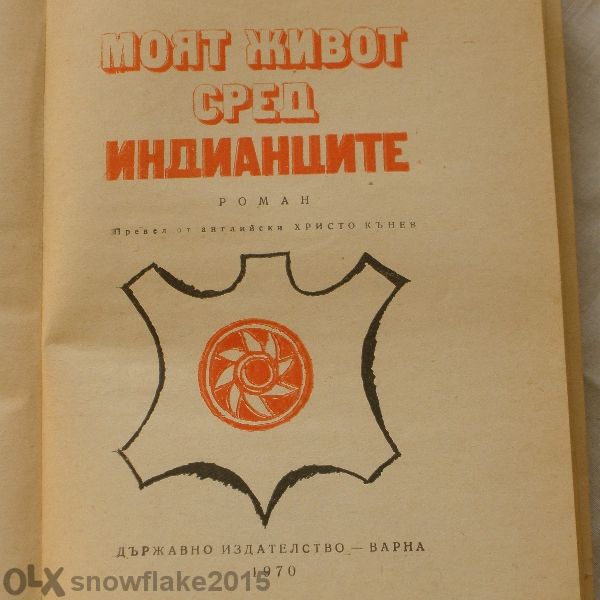 МОЯТ ЖИВОТ
СРЕД
ИНДИАНЦИТЕ
РОМАН
Превел от английски ХРИСТО КЪНЕВ
ДЪРЖАВНО ИЗДАТЕЛСТВО — ВАРНА
1970
OLX snowflake2015